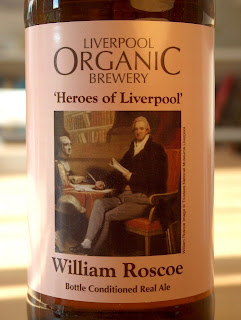 LIVERPOOL
ORGANIC
BREWERY
'Heroes of Liverpool'
William Roscoe
Bottle Conditioned Real Ale